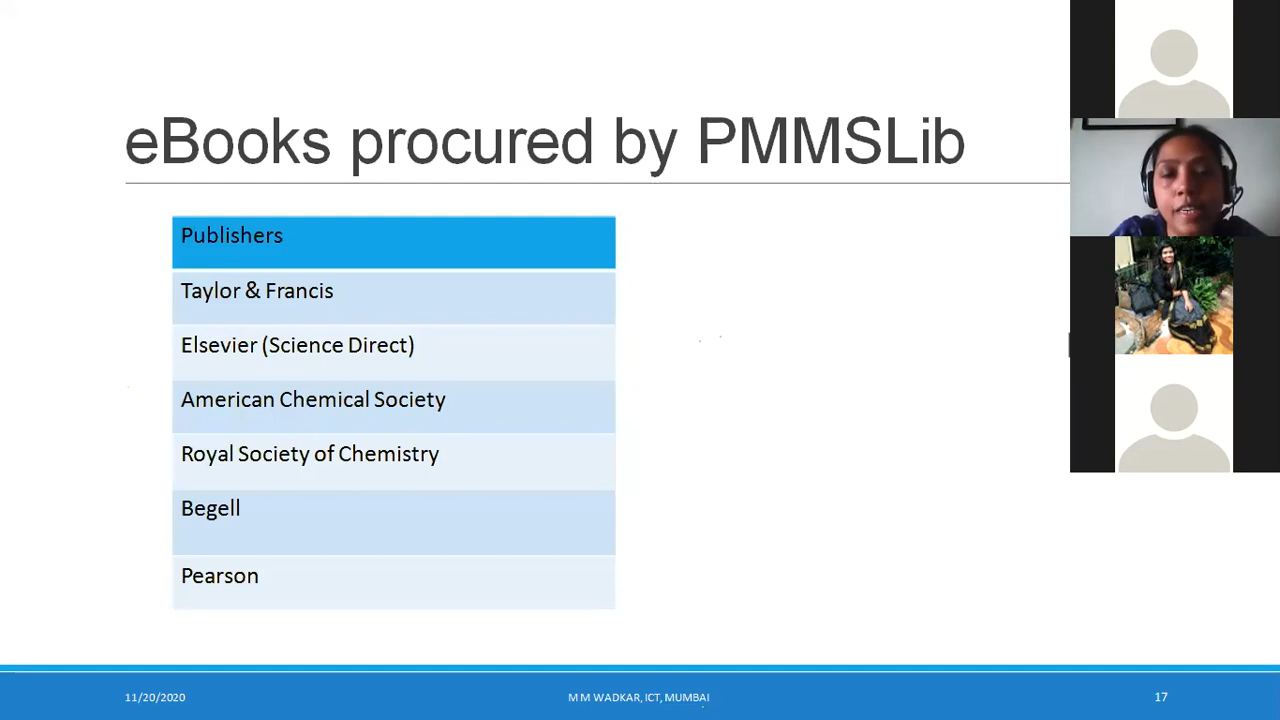 eBooks procured by PMMSLib
Publishers
Taylor & Francis
Elsevier (Science Direct)
American Chemical Society
Royal Society of Chemistry
Begell
Pearson
11/20/2020
M M WADKAR, ICT, MUMBAI
17